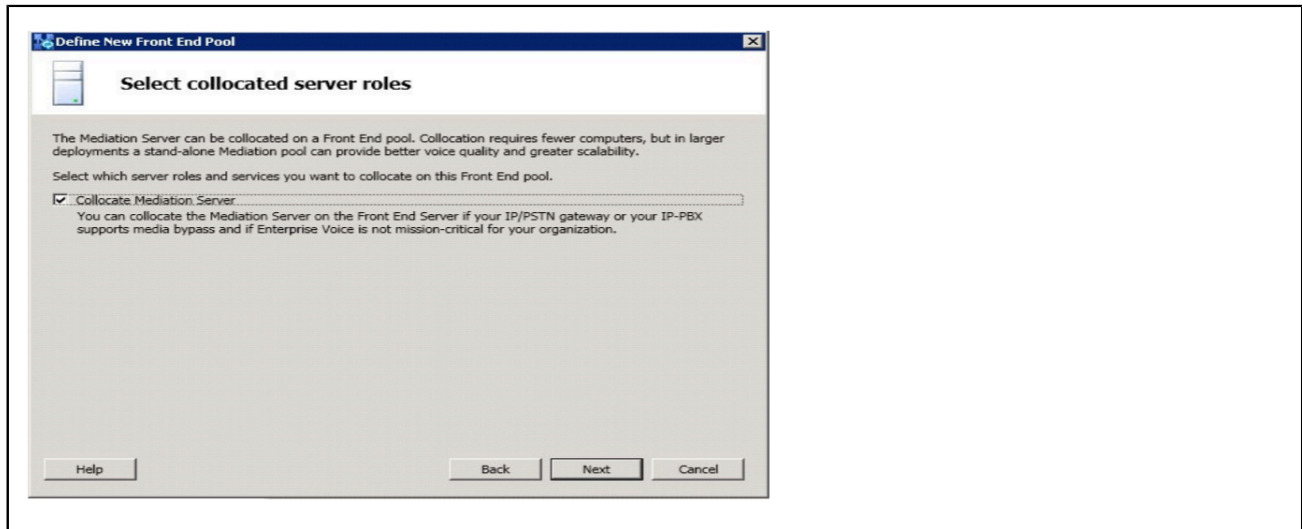 Define New Front End Pool
Select collocated server roles
The Mediation Server can be collocated on a Front End pool. Collocation requires fewer computers, but in larger
deployments a stand-alone Mediation pool can provide better voice quality and greater scalability.
Select which server roles and services you want to collocate on this Front End pool.
Collocate Mediation Server
You can collocate the Mediation Server on the Front End Server if your IP/PSTN gateway or your IP-PBX
supports media bypass and if Enterprise Voice is not mission-critical for your organization.
Help Back Next Cancel